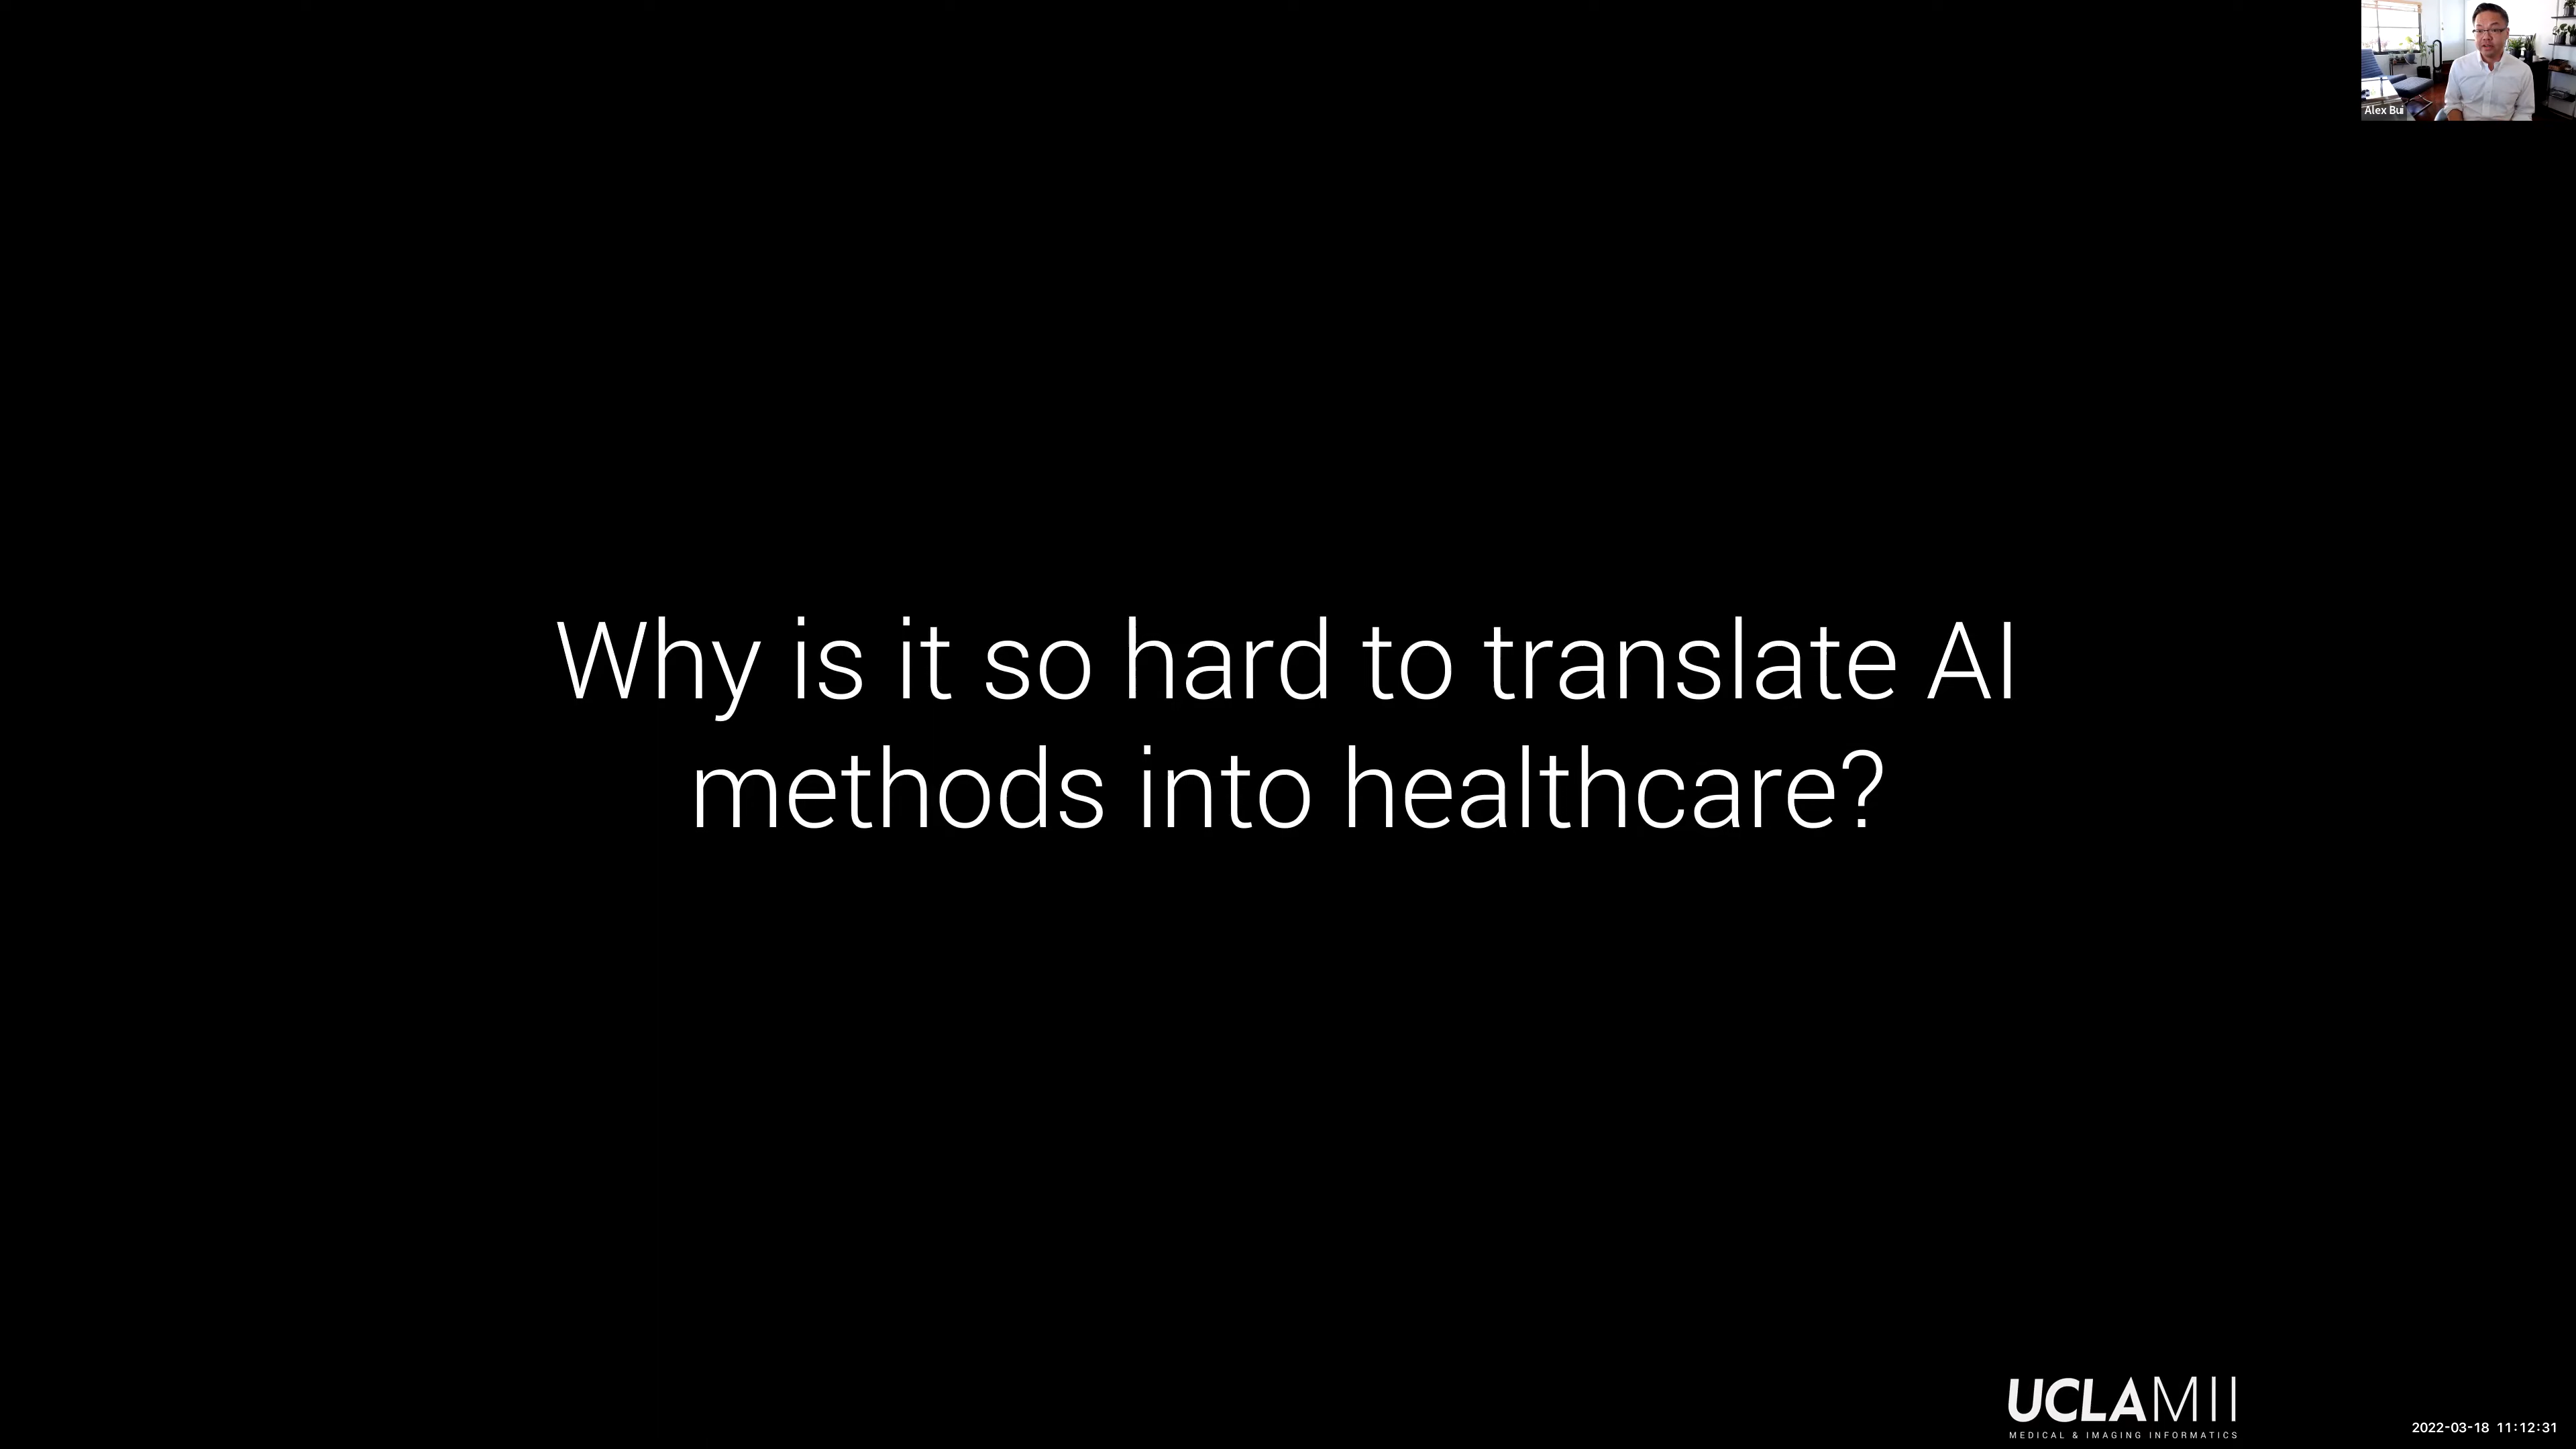 Alex Bui
Why is it so hard to translate AI
methods into healthcare?
UCLAMII
MEDICAL & IMAGING INFORMATICS
2022-03-18 11:12:31